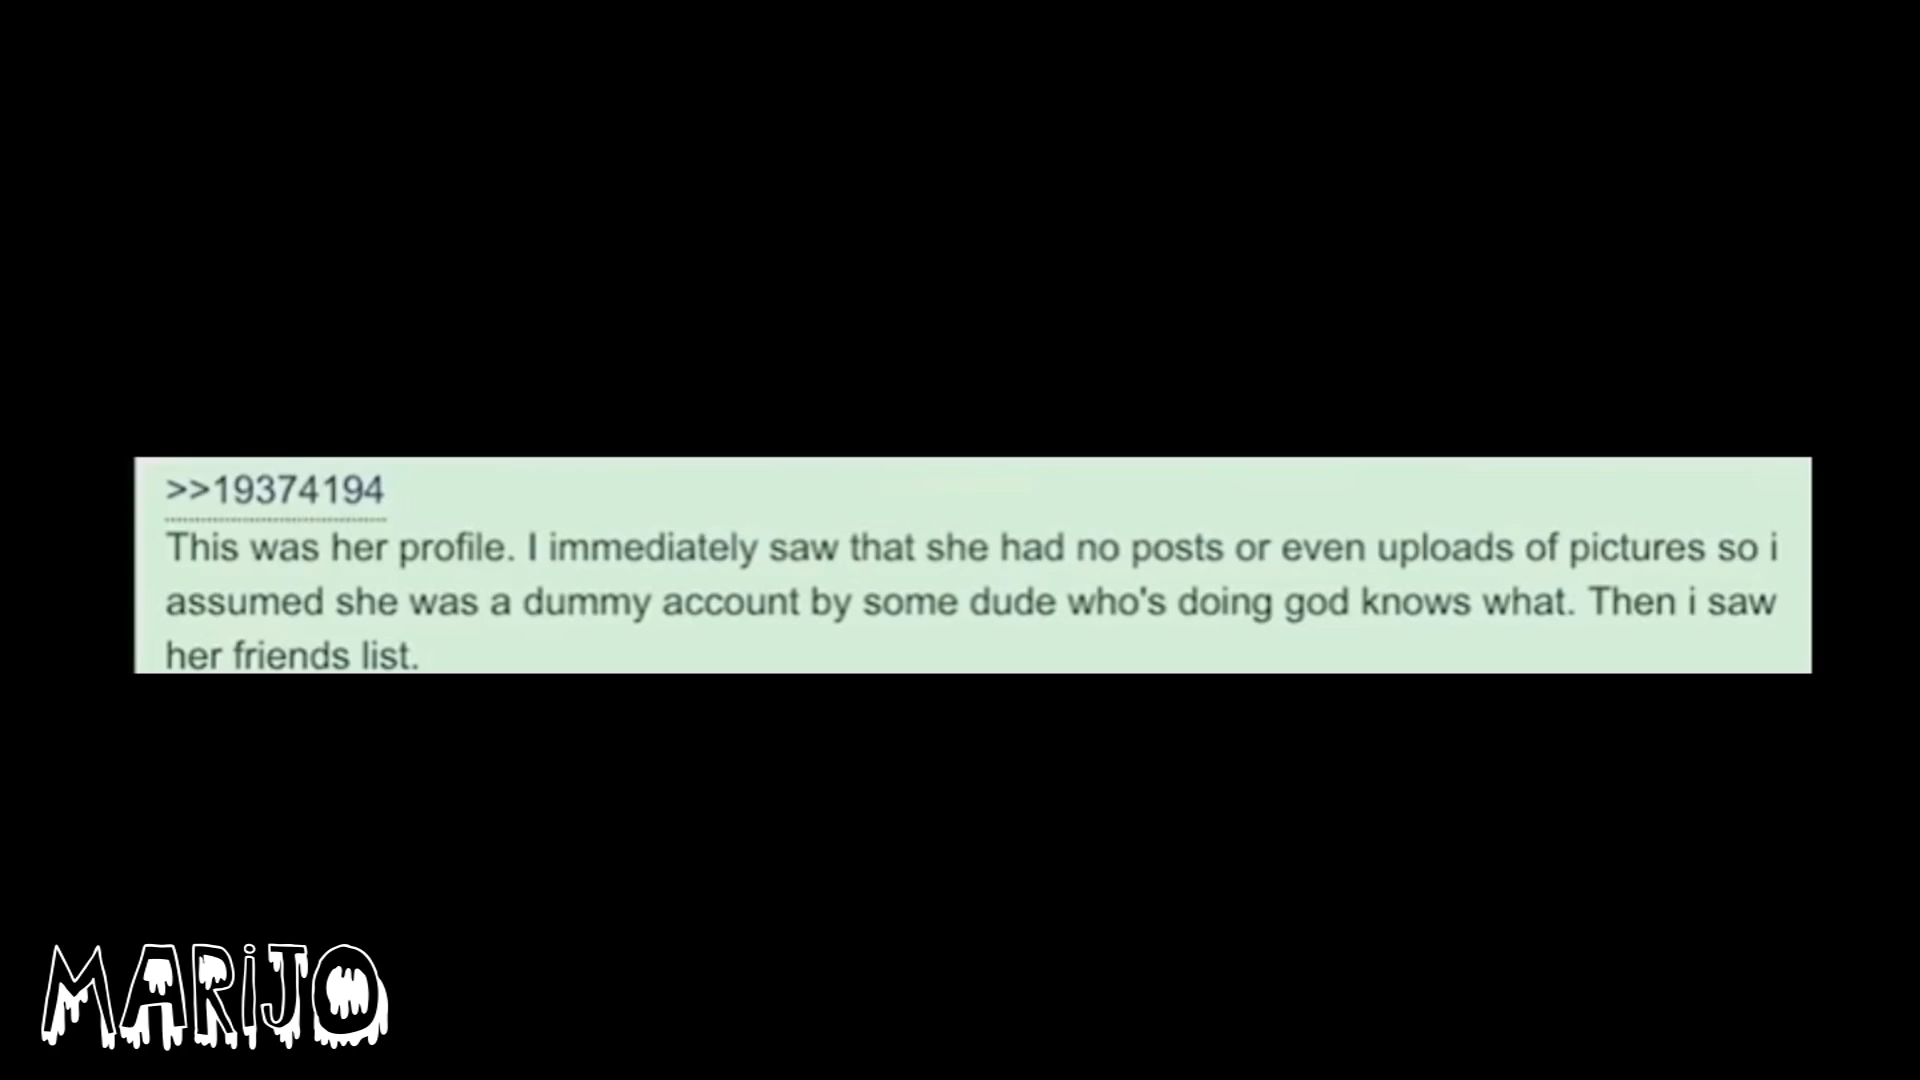 >>19374194
This was her profile. I immediately saw that she had no posts or even uploads of pictures so i
assumed she was a dummy account by some dude who's doing god knows what. Then i saw
her friends list.
MARiJO